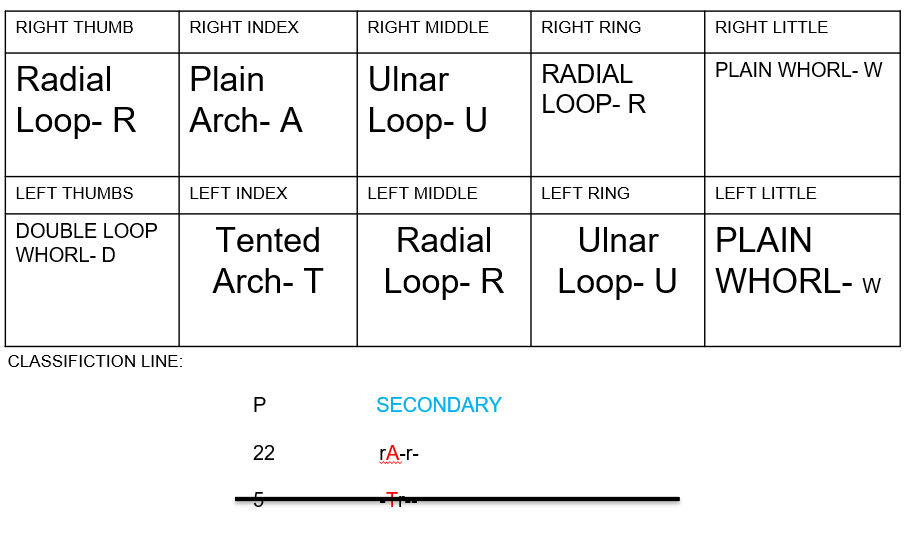 RIGHT THUMB RIGHT INDEX RIGHT MIDDLE RIGHT RING RIGHT LITTLE
Radial
Loop- R
Plain
Arch- A
Ulnar
Loop- U
RADIAL
LOOP- R
PLAIN WHORL- W
LEFT THUMBS LEFT INDEX LEFT MIDDLE LEFT RING LEFT LITTLE
DOUBLE LOOP
WHORL- D
Tented
Arch- T
Radial
Loop- R
Ulnar
Loop- U
PLAIN
WHORL- W
CLASSIFICTION LINE:
P SECONDARY
22 rA-r-
5 -Tr--